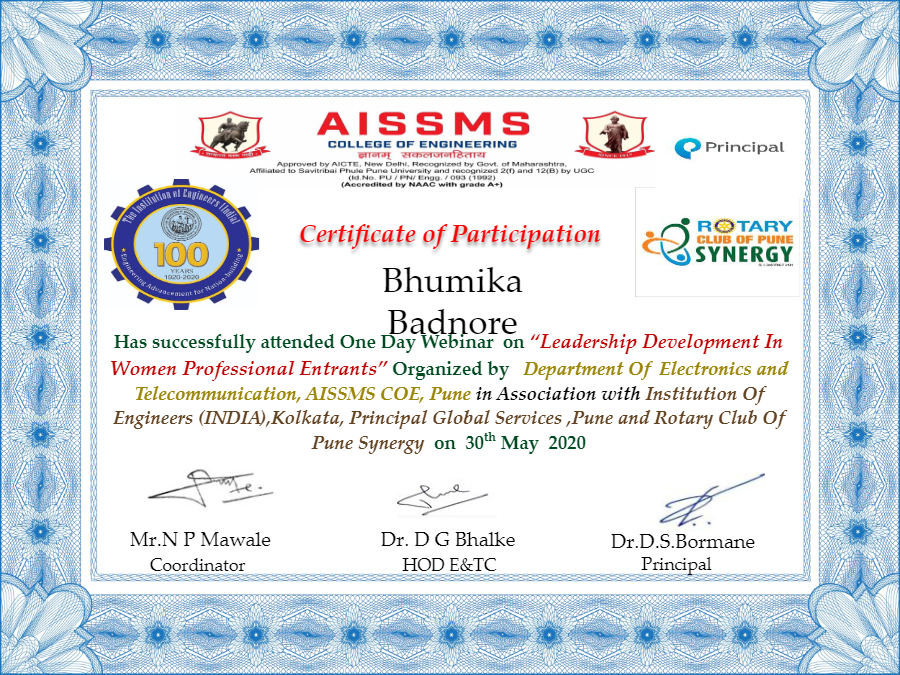 AISSMS
COLLEGE OF ENGINEERING
ज्ञानम् सकलजनहिताय
Approved by AICTE, New Delhi, Recognized by Govt. of Maharashtra,
Affiliated to Savitribai Phule Pune University and recognized 2(f) and 12(B) by UGC
(Id.No. PU / PN/ Engg. / 093 (1992)
(Accredited by NAAC with grade A+)
SINCE 1917
Principal
The Institution of Engineers (India)
100
YEARS
1920-2020
Engineering Advancement for Nation-building
ROTARY
CLUB OF PUNE
SYNERGY
Certificate of Participation
Bhumika
Badnore
Has successfully attended One Day Webinar on “Leadership Development In
Women Professional Entrants” Organized by Department Of Electronics and
Telecommunication, AISSMS COE, Pune in Association with Institution Of
Engineers (INDIA),Kolkata, Principal Global Services ,Pune and Rotary Club Of
Pune Synergy on 30th May 2020
Mr.N P Mawale
Coordinator
Dr. D G Bhalke
HOD E&TC
Dr.D.S.Bormane
Principal